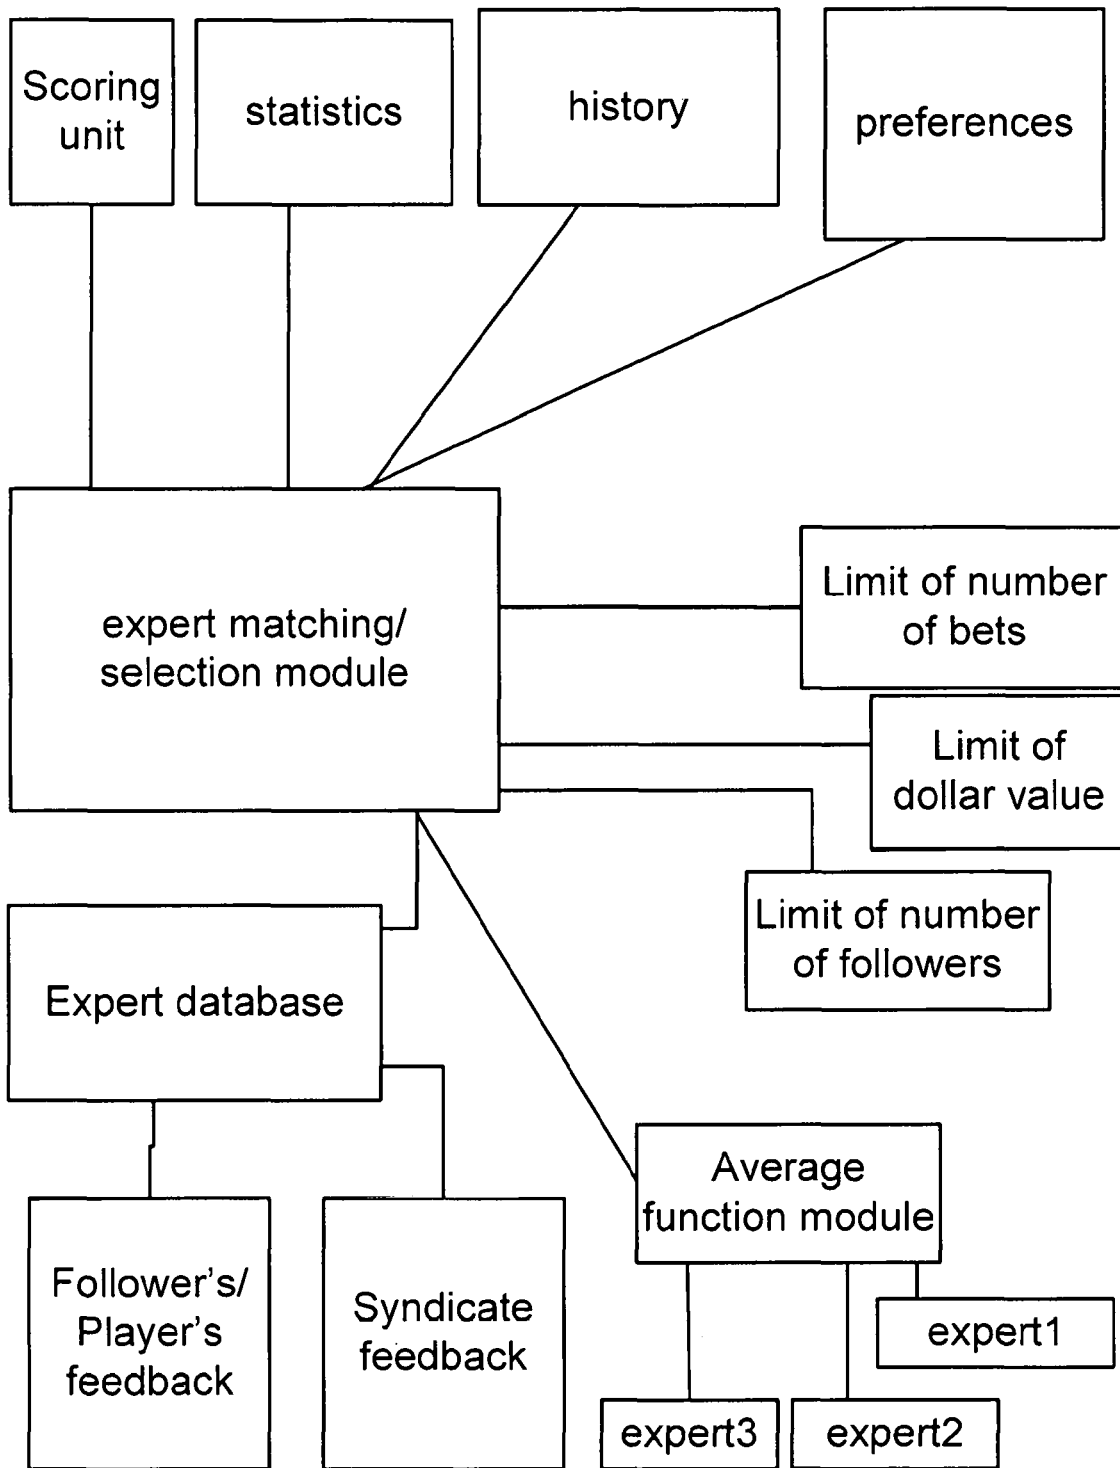 Scoring
unit
statistics
history
preferences
expert matching/
selection module
Limit of number
of bets
Limit of
dollar value
Limit of number
of followers
Expert database
Average
function module
Follower's/
Player's
feedback
Syndicate
feedback
expert1
expert3
expert2